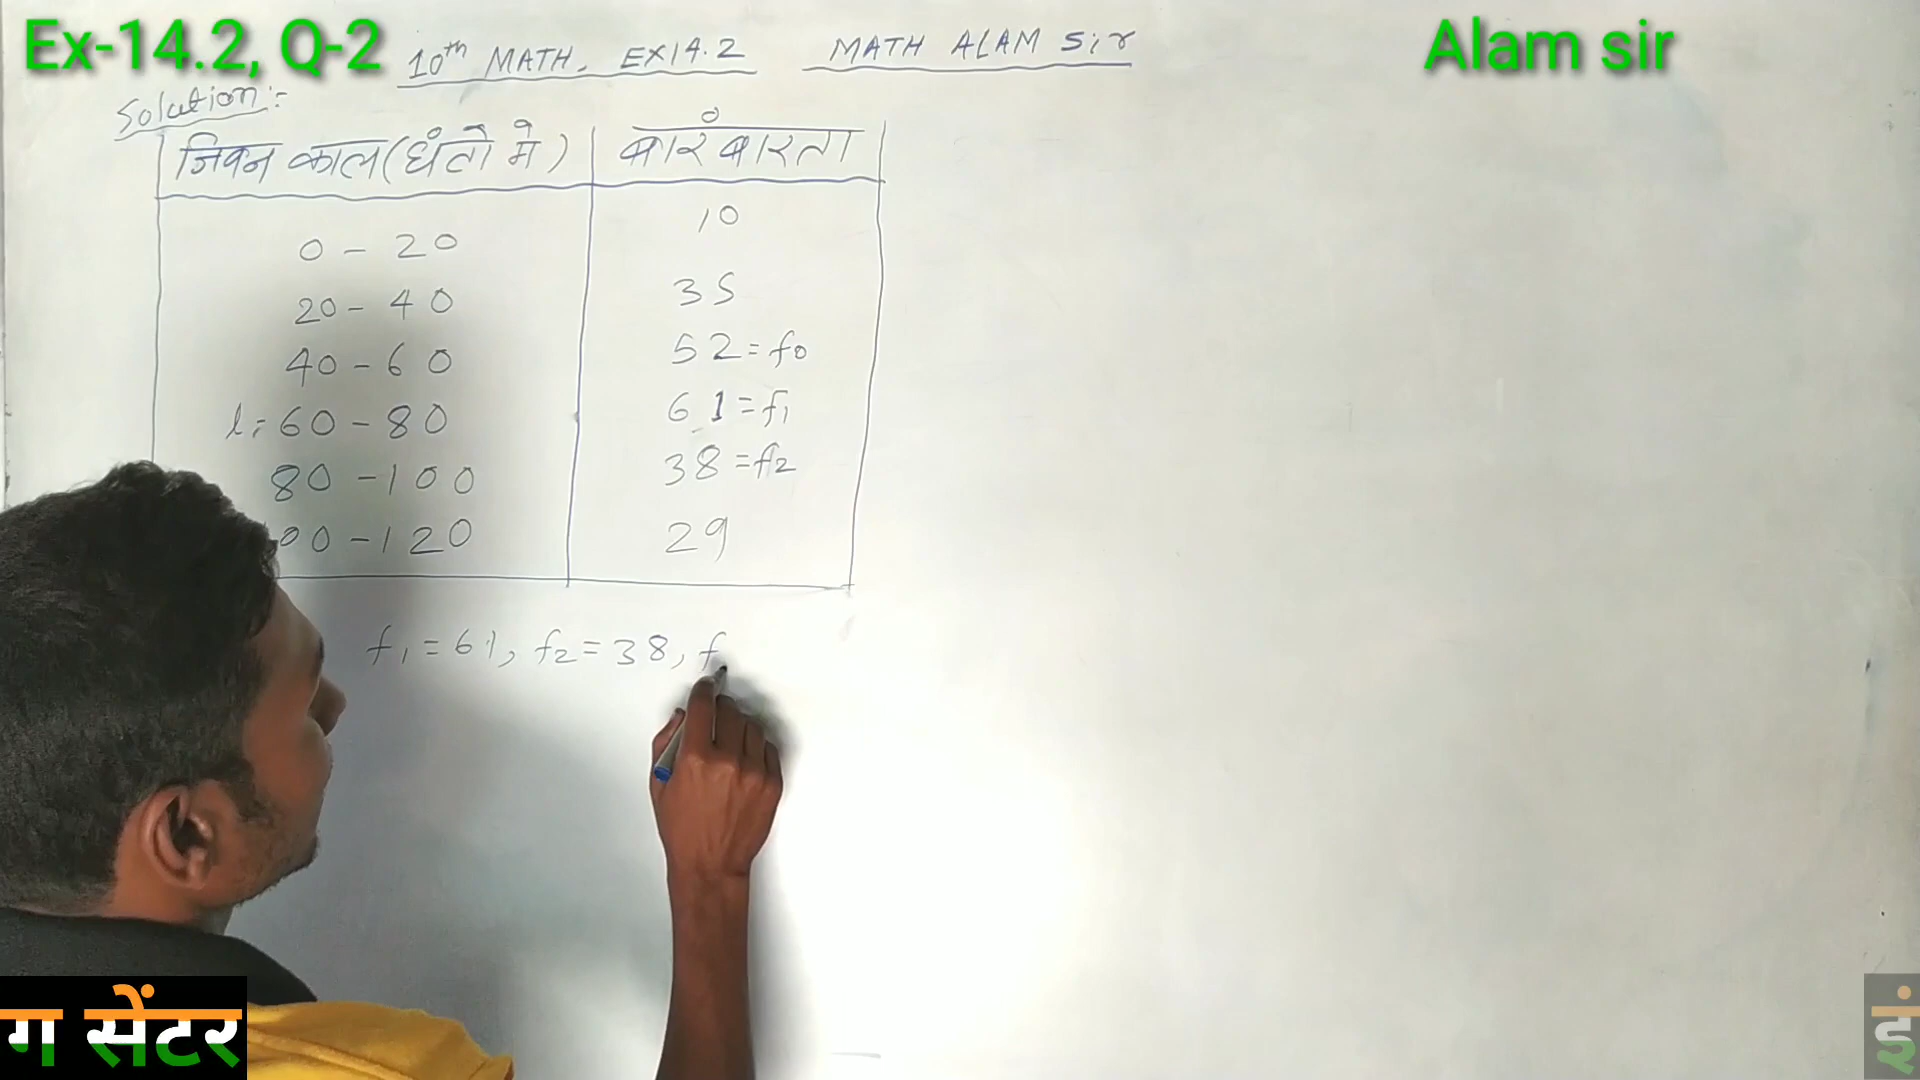 Ex-14.2, Q-2
10th MATH. EX14.2 MATH ALAM Sir
Alam sir
Solution:-
जिवन काल (घंतो मे) बारंबारता
0 - 20 10
20 - 40 35
40 - 60 52 = f0
l = 60 - 80 61 = f1
80 - 100 38 = f2
00 - 120 29
f1 = 61, f2 = 38, f
ग सेंटर
इं